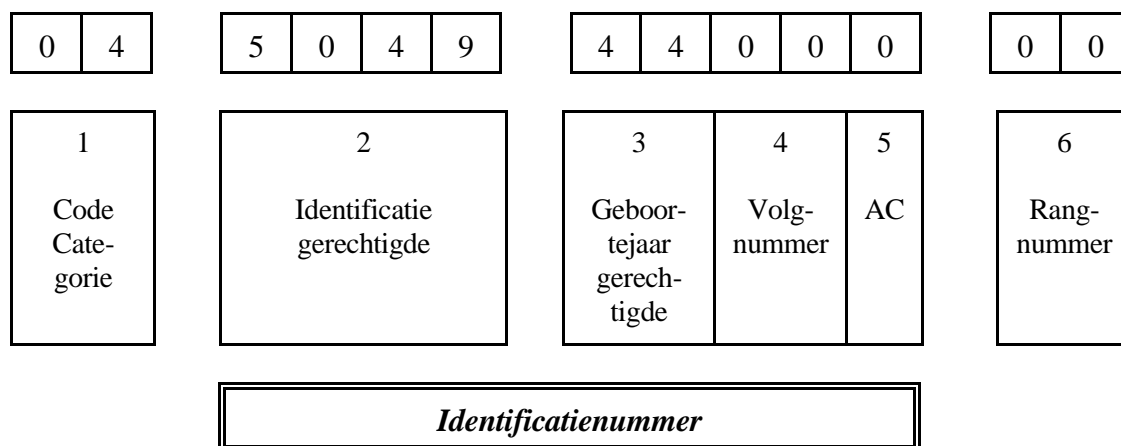 0 4 5 0 4 9 4 4 0 0 0 0 0
1 2 3 4 5 6
Code Identificatie Geboor- Volg- AC Rang-
Cate- gerechtigde tejaar nummer nummer
gorie gerech-
tigde
Identificatienummer